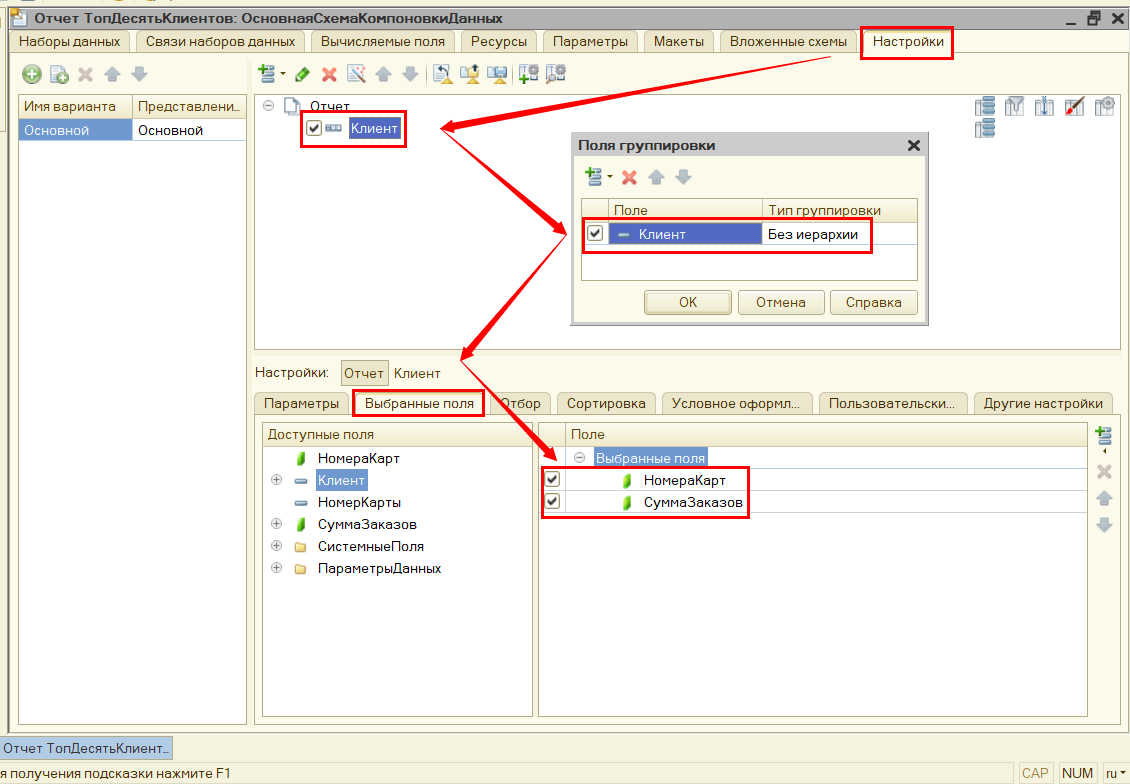 Отчет ТопДесятьКлиентов: ОсновнаяСхемаКомпоновкиДанных
Наборы данных Связи наборов данных Вычисляемые поля Ресурсы Параметры Макеты Вложенные схемы Настройки
Имя варианта Представлени...
Основной Основной
Отчет
Клиент
Поля группировки
Поле Тип группировки
Клиент Без иерархии
ОК Отмена Справка
Настройки: Отчет Клиент
Параметры Выбранные поля Отбор Сортировка Условное оформл... Пользовательски... Другие настройки
Доступные поля
НомераКарт
Клиент
НомерКарты
СуммаЗаказов
СистемныеПоля
ПараметрыДанных
Поле
Выбранные поля
НомераКарт
СуммаЗаказов
Отчет ТопДесятьКлиент...
я получения подсказки нажмите F1 CAP NUM ru